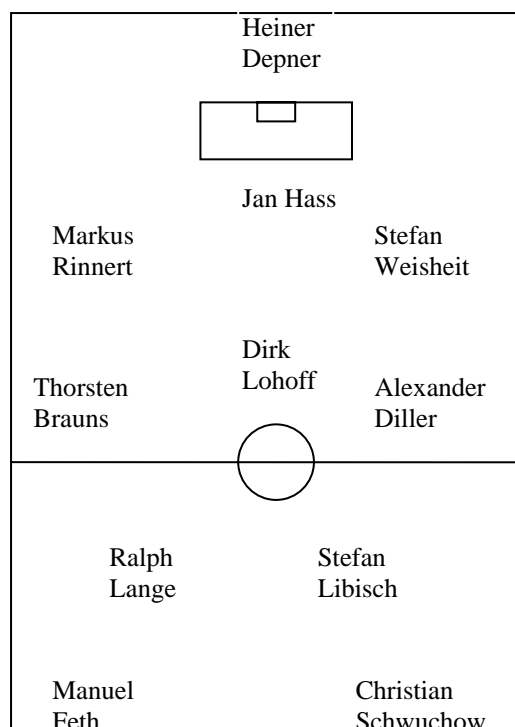 Heiner
Depner
Jan Hass
Markus
Rinnert
Stefan
Weisheit
Dirk
Lohoff
Thorsten
Brauns
Alexander
Diller
Ralph
Lange
Stefan
Libisch
Manuel
Feth
Christian
Schwuchow